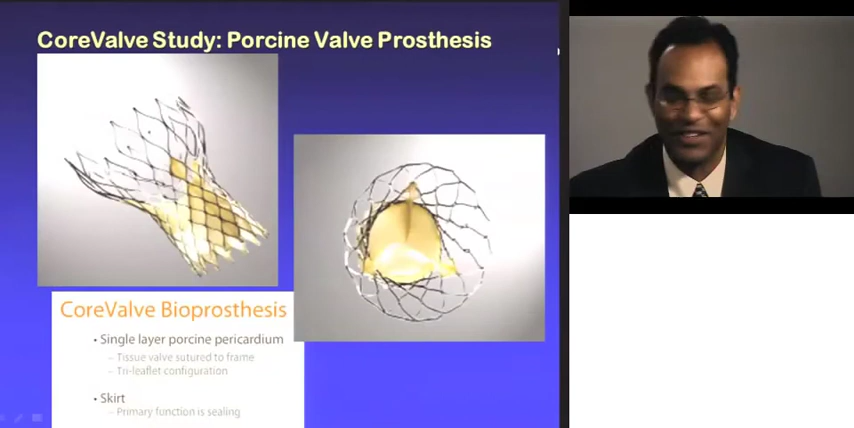 CoreValve Study: Porcine Valve Prosthesis
CoreValve Bioprosthesis
• Single layer porcine pericardium
– Tissue valve sutured to frame
– Tri-leaflet configuration
• Skirt
– Primary function is sealing